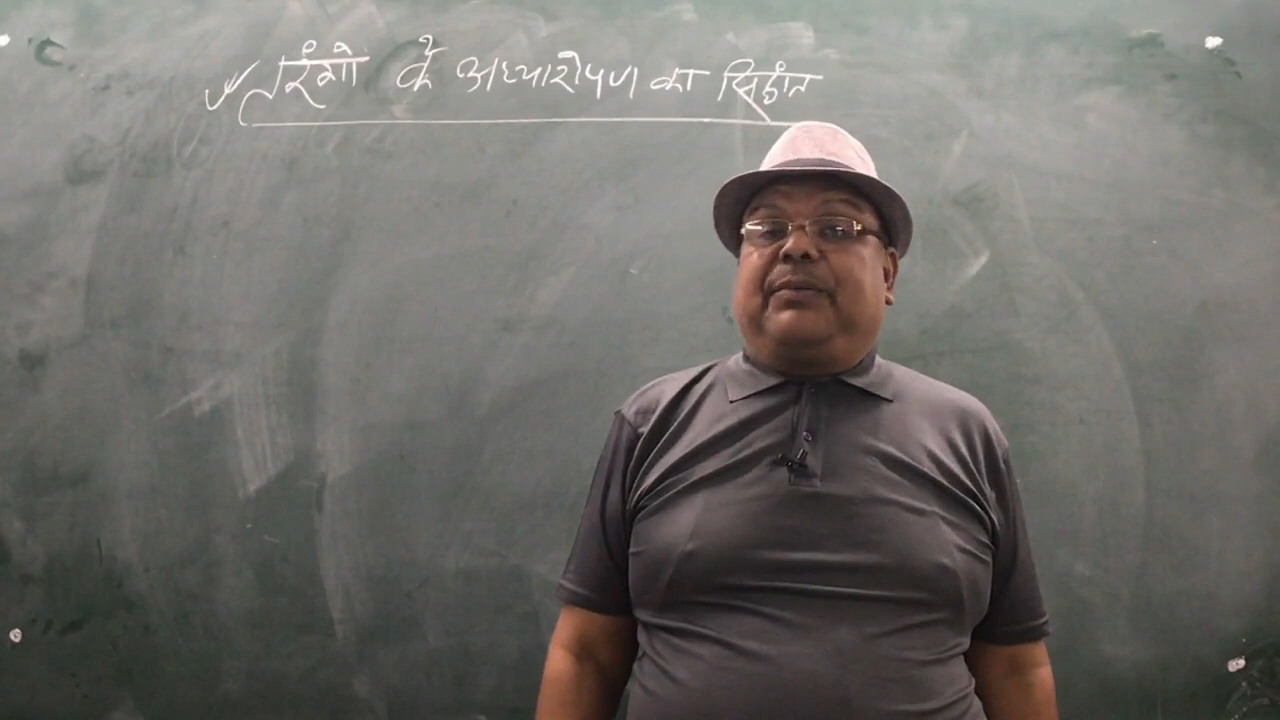 तरंगो के अध्यारोपण का सिद्धांत